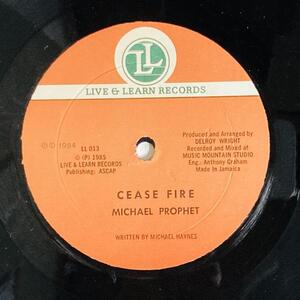 LL
LIVE & LEARN RECORDS
℗© 1984
LL 013
© (P) 1985
LIVE & LEARN RECORDS
Publishing: ASCAP
Produced and Arranged by
DELROY WRIGHT
Recorded and Mixed at
MUSIC MOUNTAIN STUDIO
Eng.: Anthony Graham
Made in Jamaica
CEASE FIRE
MICHAEL PROPHET
WRITTEN BY MICHAEL HAYNES